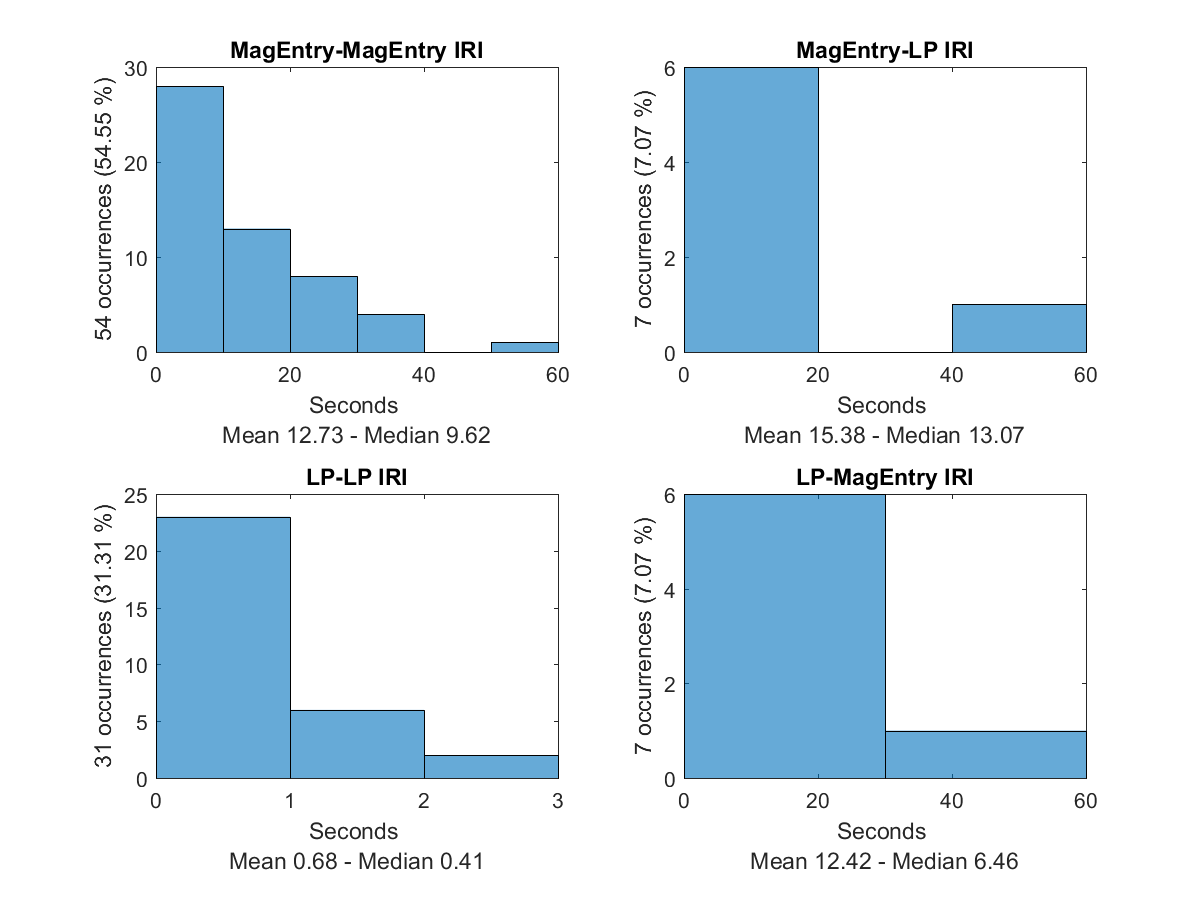 MagEntry-MagEntry IRI
54 occurrences (54.55 %)
30
20
10
0
0 20 40 60
Seconds
Mean 12.73 - Median 9.62
MagEntry-LP IRI
7 occurrences (7.07 %)
6
4
2
0
0 20 40 60
Seconds
Mean 15.38 - Median 13.07
LP-LP IRI
31 occurrences (31.31 %)
25
20
15
10
5
0
0 1 2 3
Seconds
Mean 0.68 - Median 0.41
LP-MagEntry IRI
7 occurrences (7.07 %)
6
4
2
0
0 20 40 60
Seconds
Mean 12.42 - Median 6.46